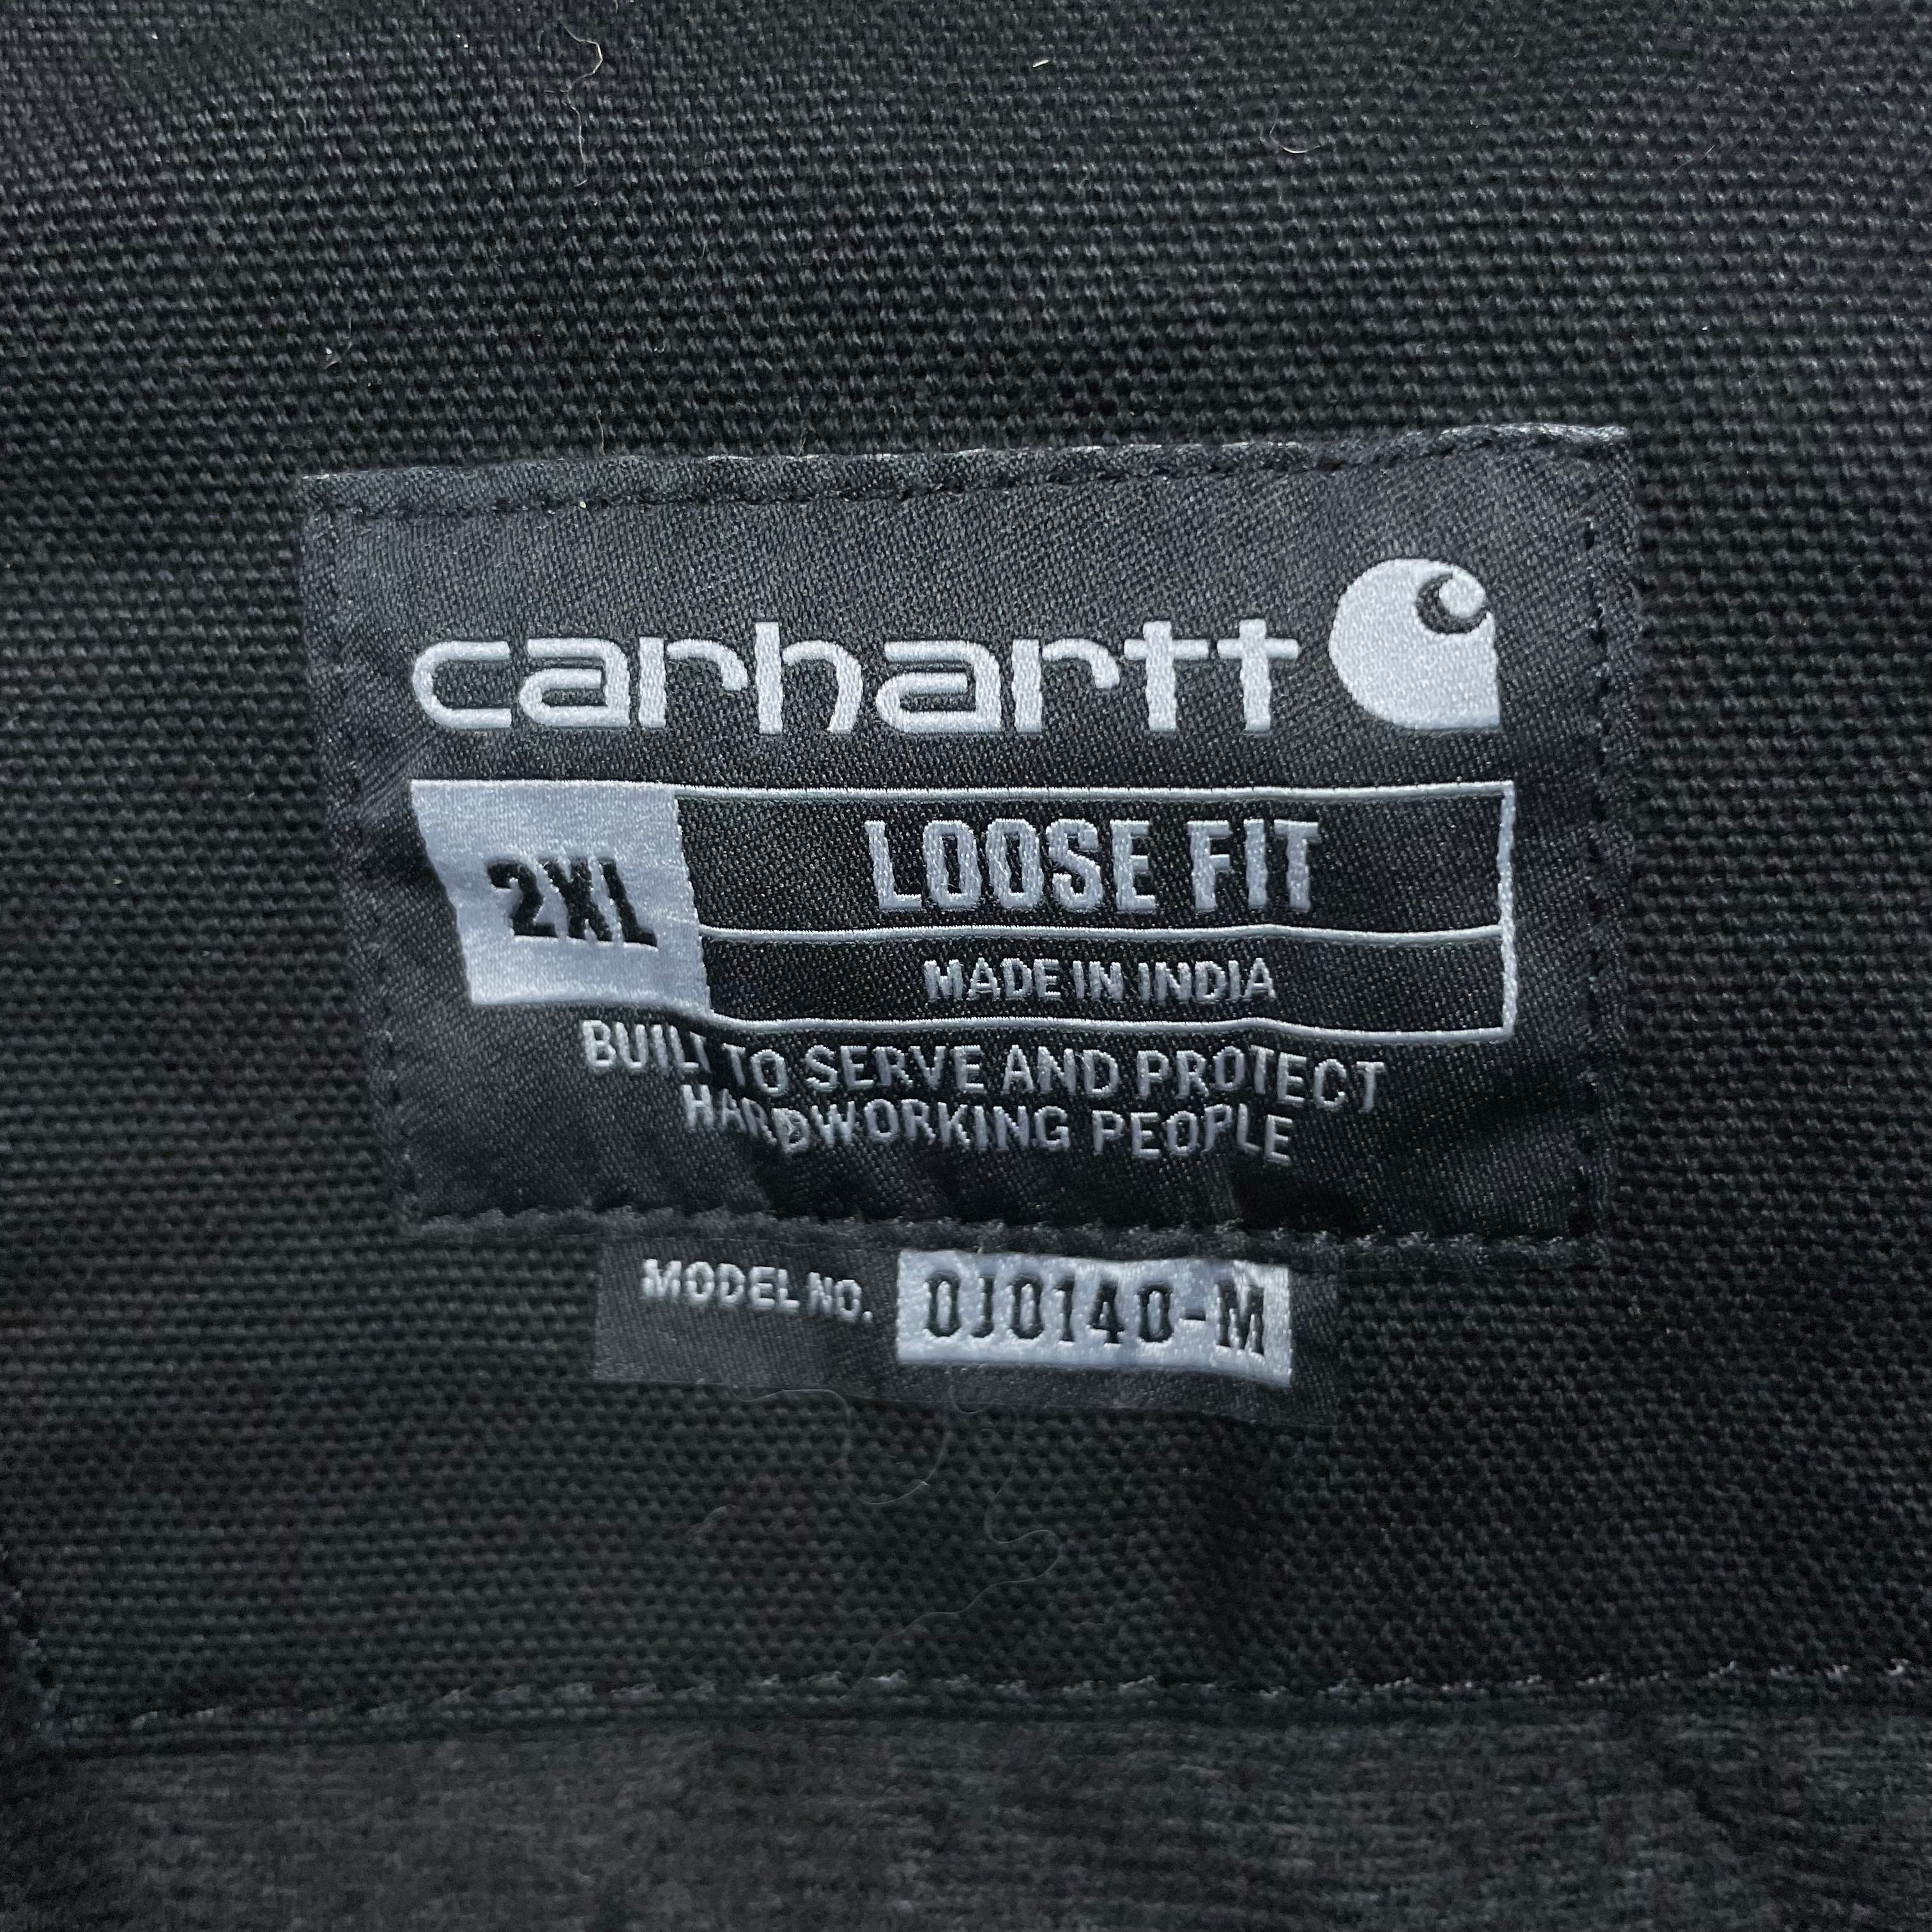 carhartt
2XL
LOOSE FIT
MADE IN INDIA
BUILT TO SERVE AND PROTECT
HARDWORKING PEOPLE
MODEL NO. OJ0140-M